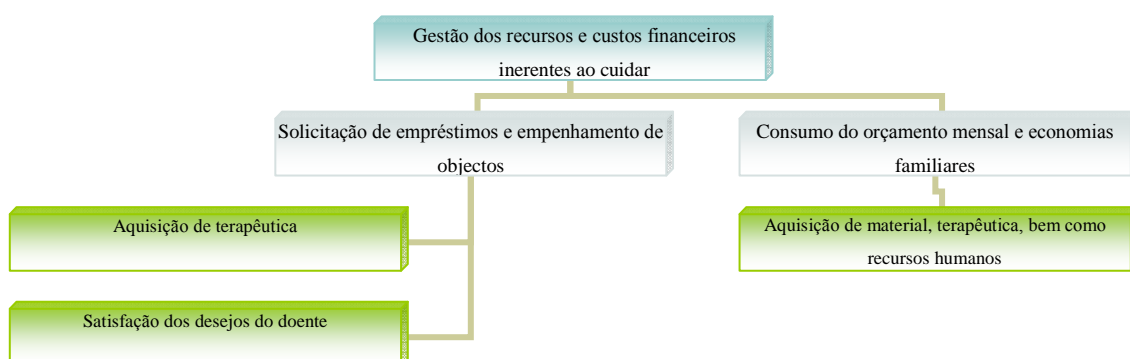 Gestão dos recursos e custos financeiros
inerentes ao cuidar
Solicitação de empréstimos e empenhamento de
objectos
Consumo do orçamento mensal e economias
familiares
Aquisição de terapêutica
Aquisição de material, terapêutica, bem como
recursos humanos
Satisfação dos desejos do doente